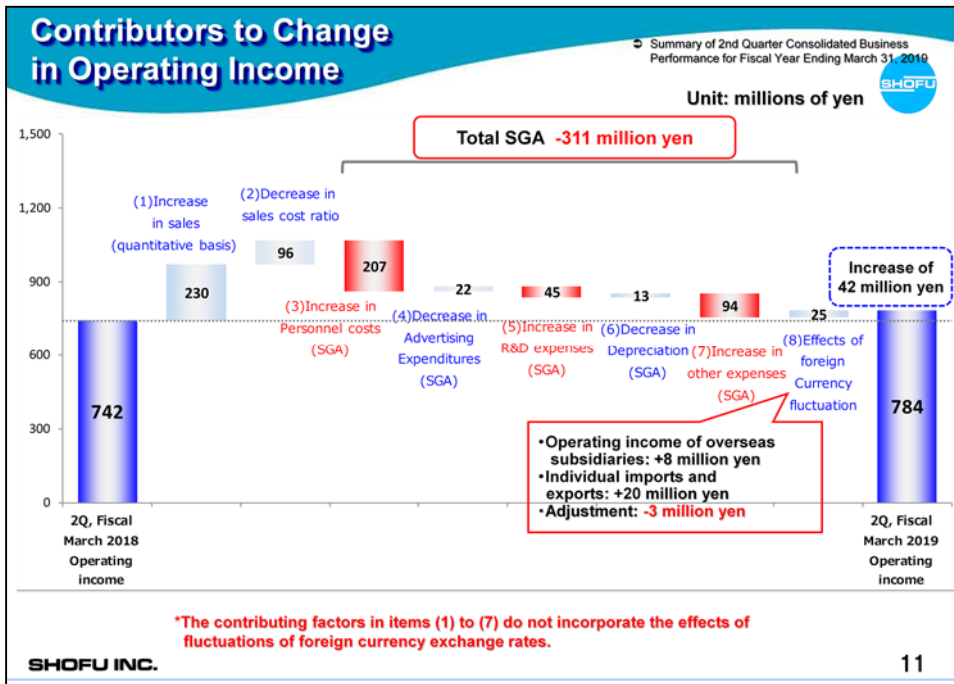 Contributors to Change
in Operating Income
➲ Summary of 2nd Quarter Consolidated Business
Performance for Fiscal Year Ending March 31, 2019
SHOFU
Unit: millions of yen
Total SGA -311 million yen
1,500
1,200
900
600
300
0
(1)Increase
in sales
(quantitative basis)
(2)Decrease in
sales cost ratio
742
230
96
207
22
45
13
94
25
784
(3)Increase in
Personnel costs
(SGA)
(4)Decrease in
Advertising
Expenditures
(SGA)
(5)Increase in
R&D expenses
(SGA)
(6)Decrease in
Depreciation
(SGA)
(7)Increase in
other expenses
(SGA)
(8)Effects of
foreign
Currency
fluctuation
Increase of
42 million yen
•Operating income of overseas
subsidiaries: +8 million yen
•Individual imports and
exports: +20 million yen
•Adjustment: -3 million yen
2Q, Fiscal
March 2018
Operating
income
2Q, Fiscal
March 2019
Operating
income
*The contributing factors in items (1) to (7) do not incorporate the effects of
fluctuations of foreign currency exchange rates.
SHOFU INC.
11